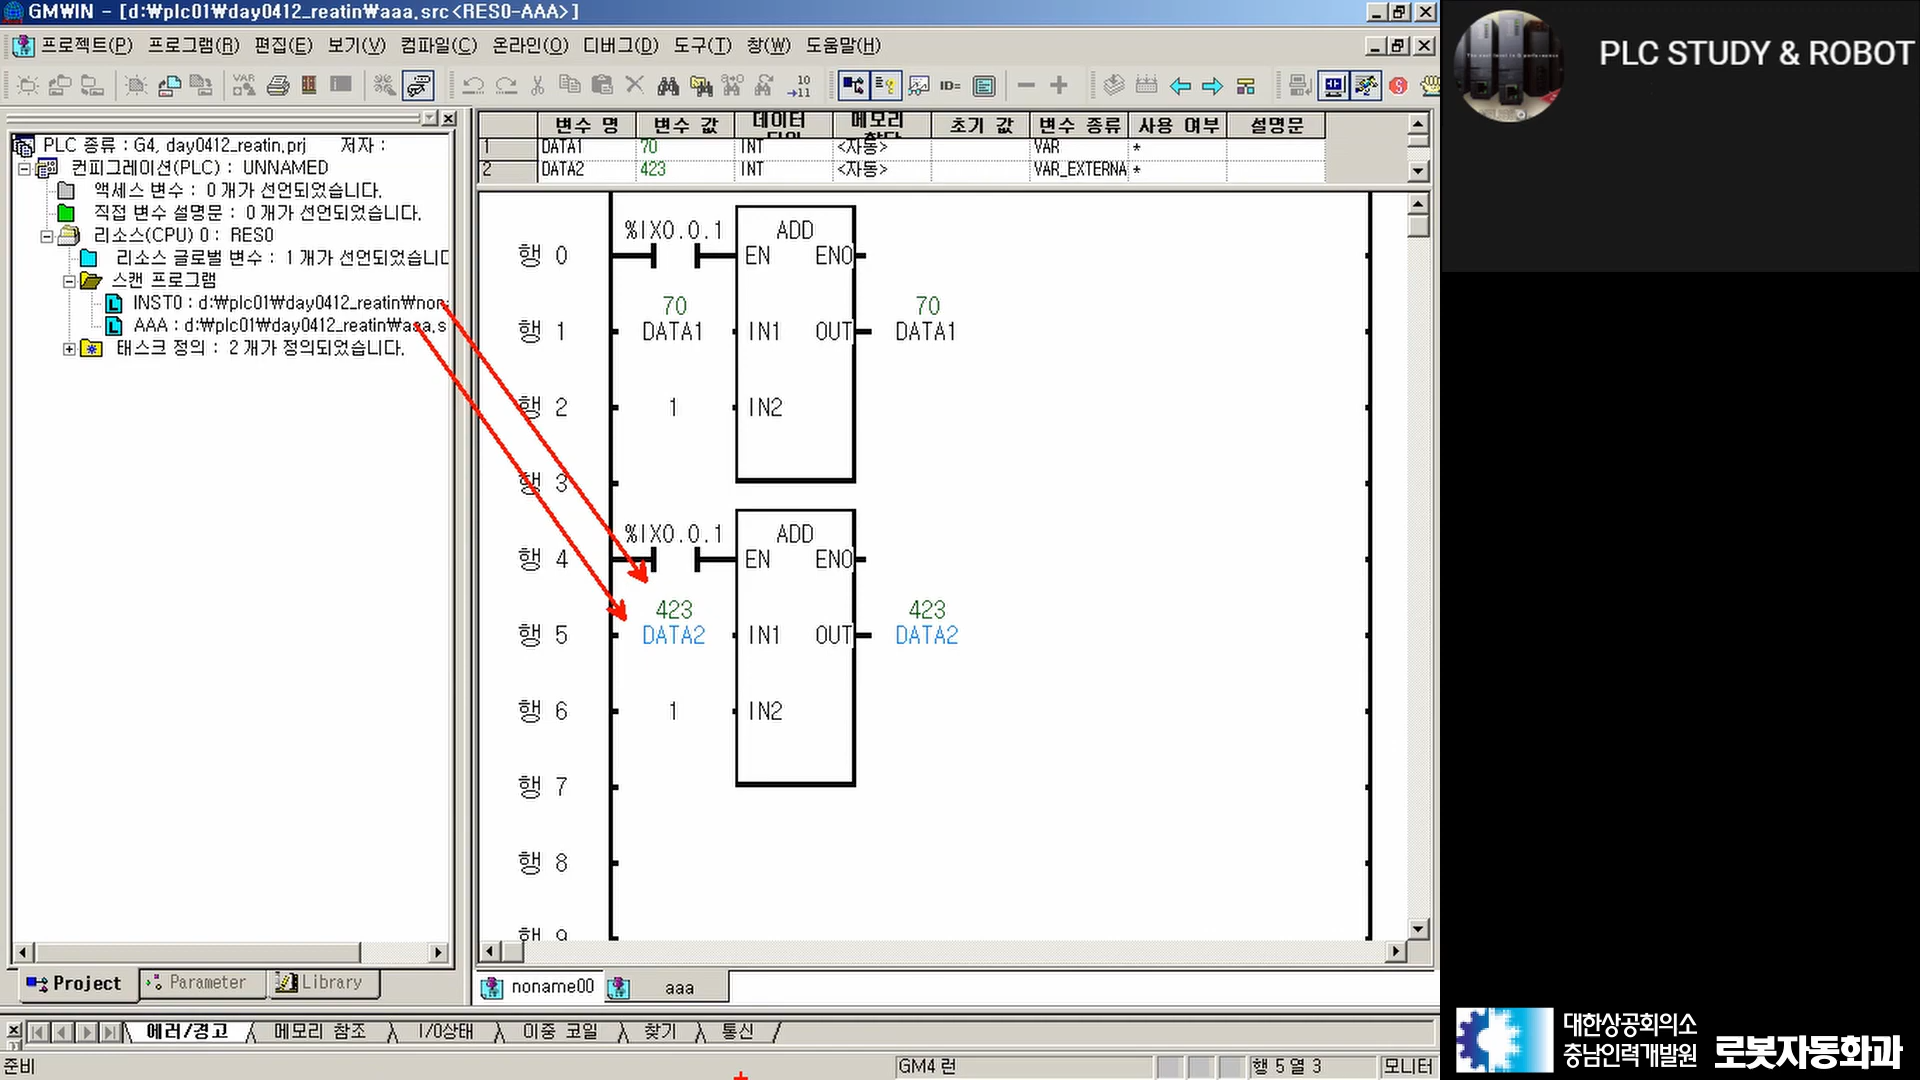 GMWIN - [d:₩plc01₩day0412_reatin₩aaa.src<RES0-AAA>]
프로젝트(P) 프로그램(R) 편집(E) 보기(V) 컴파일(C) 온라인(O) 디버그(D) 도구(T) 창(W) 도움말(H)
VAR
10
11
ID=
PLC 종류 : G4, day0412_reatin.prj 저자 :
컨피그레이션(PLC) : UNNAMED
액세스 변수 : 0 개가 선언되었습니다.
직접 변수 설명문 : 0 개가 선언되었습니다.
리소스(CPU) 0 : RES0
리소스 글로벌 변수 : 1 개가 선언되었습니다
스캔 프로그램
INST0 : d:₩plc01₩day0412_reatin₩non
AAA : d:₩plc01₩day0412_reatin₩aaa.s
태스크 정의 : 2 개가 정의되었습니다.
Project Parameter Library
변수 명 변수 값 데이터 메모리 초기 값 변수 종류 사용 여부 설명문
1 DATA1 70 INT <자동> VAR *
2 DATA2 423 INT <자동> VAR_EXTERNA *
%IX0.0.1 ADD
행 0 EN ENO
70 70
행 1 DATA1 IN1 OUT DATA1
행 2 1 IN2
행 3
%IX0.0.1 ADD
행 4 EN ENO
423 423
행 5 DATA2 IN1 OUT DATA2
행 6 1 IN2
행 7
행 8
행 9
noname00 aaa
에러/경고 메모리 참조 I/O상태 이중 코일 찾기 통신
준비 GM4 런 행 5 열 3 모니터
PLC STUDY & ROBOT
대한상공회의소
충남인력개발원 로봇자동화과